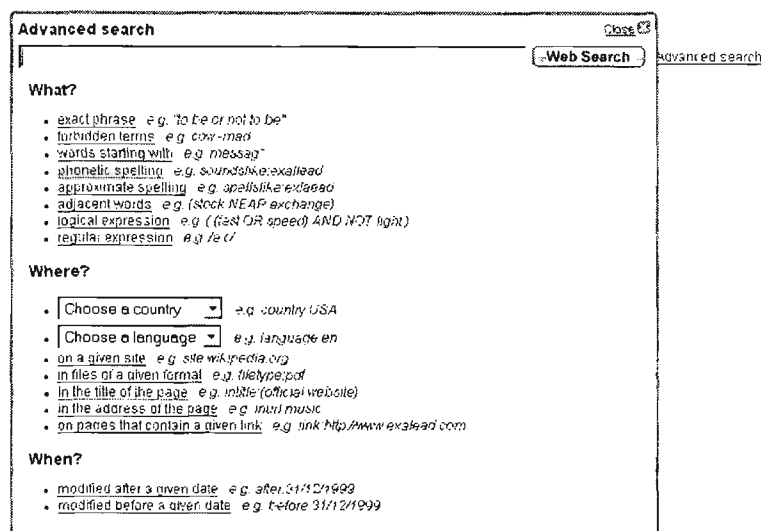 Advanced search Close
Web Search Advanced search
What?
exact phrase e.g. "to be or not to be"
forbidden terms e.g. cow -mad
words starting with e.g. messag*
phonetic spelling e.g. soundslike:exalead
approximate spelling e.g. spellslike:exlaead
adjacent words e.g. (stock NEAR exchange)
logical expression e.g. ( (fast OR speed) AND NOT light )
regular expression e.g.
Where?
Choose a country e.g. country USA
Choose a language e.g. language en
on a given site e.g. site wikipedia.org
in files of a given format e.g. filetype:pdf
in the title of the page e.g. intitle:(official website)
in the address of the page e.g. inurl music
on pages that contain a given link e.g. link:http://www.exalead.com
When?
modified after a given date e.g. after 31/12/1999
modified before a given date e.g. before 31/12/1999